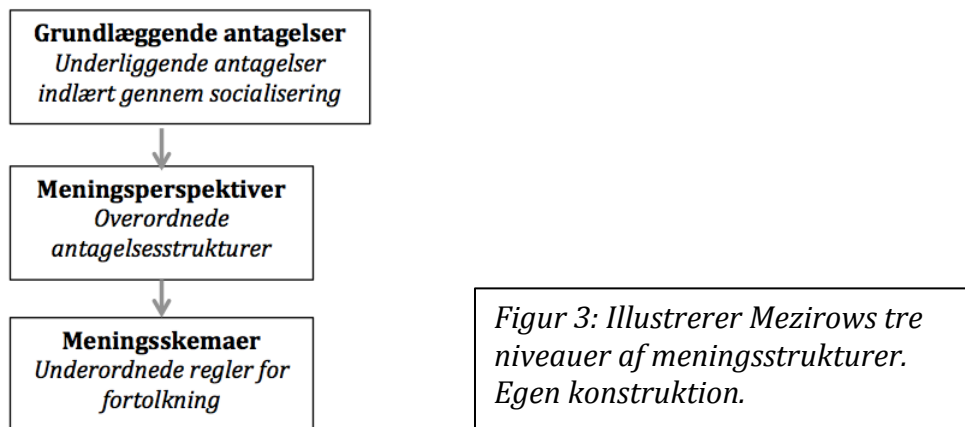 Grundlæggende antagelser
Underliggende antagelser
indlært gennem socialisering
Meningsperspektiver
Overordnede
antagelsesstrukturer
Meningsskemaer
Underordnede regler for
fortolkning
Figur 3: Illustrerer Mezirows tre
niveauer af meningsstrukturer.
Egen konstruktion.